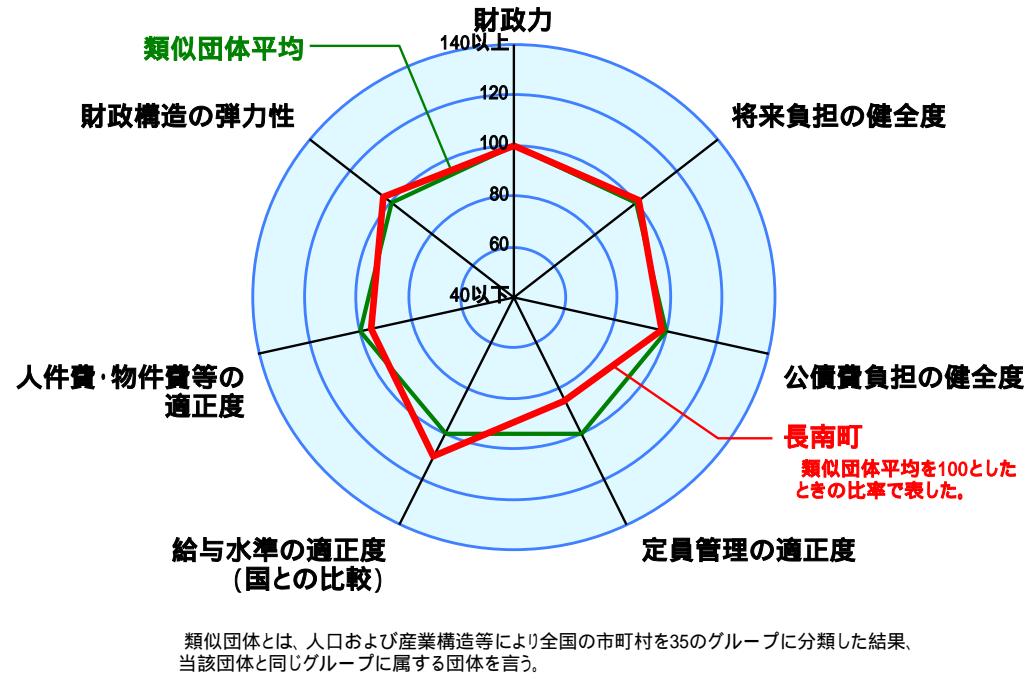 財政力
140以上
類似団体平均
120
財政構造の弾力性
将来負担の健全度
100
80
60
40以下
人件費・物件費等の
適正度
公債費負担の健全度
長南町
類似団体平均を100とした
ときの比率で表した。
給与水準の適正度
(国との比較)
定員管理の適正度
類似団体とは、人口および産業構造等により全国の市町村を35のグループに分類した結果、
当該団体と同じグループに属する団体を言う。